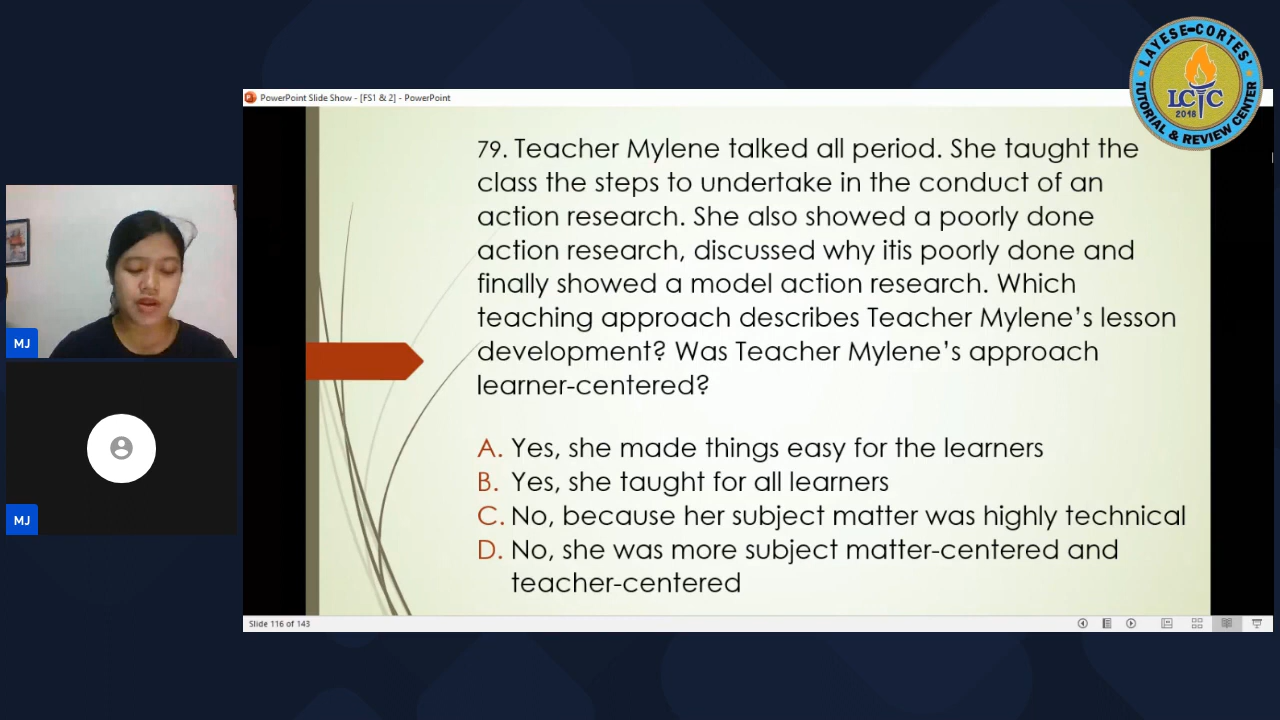 LAYESE-CORTES'
LCTC
2018
TUTORIAL & REVIEW CENTER
PowerPoint Slide Show - [FS1 & 2] - PowerPoint
79. Teacher Mylene talked all period. She taught the
class the steps to undertake in the conduct of an
action research. She also showed a poorly done
action research, discussed why itis poorly done and
finally showed a model action research. Which
teaching approach describes Teacher Mylene's lesson
development? Was Teacher Mylene's approach
learner-centered?
A. Yes, she made things easy for the learners
B. Yes, she taught for all learners
C. No, because her subject matter was highly technical
D. No, she was more subject matter-centered and
teacher-centered
MJ
MJ
Slide 116 of 143